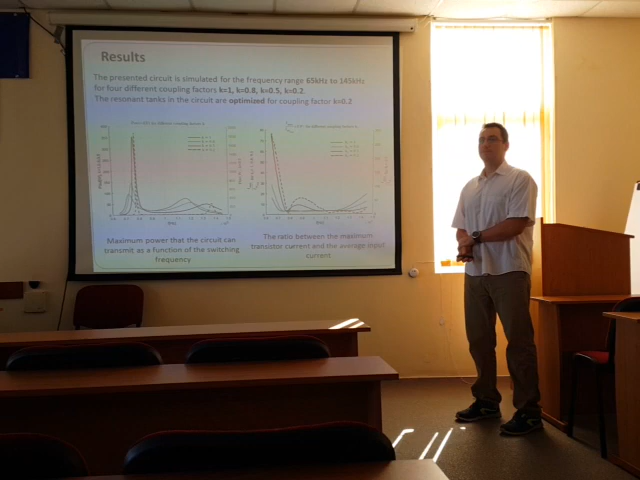 Results
The presented circuit is simulated for the frequency range 65kHz to 145kHz
for four different coupling factors k=1, k=0.8, k=0.5, k=0.2.
The resonant tanks in the circuit are optimized for coupling factor k=0.2
Maximum power that the circuit can
transmit as a function of the switching
frequency
The ratio between the maximum
transistor current and the average input
current